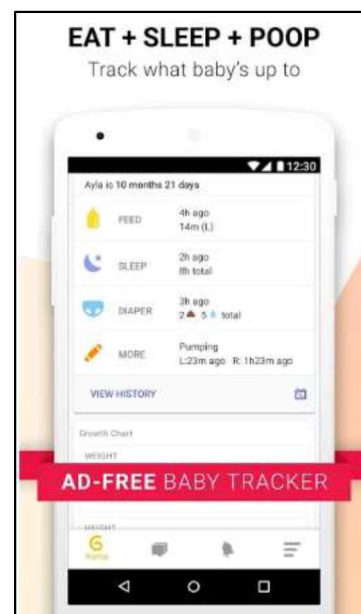 EAT + SLEEP + POOP
Track what baby's up to
12:30
Ayla is 10 months 21 days
FEED
4h ago
14m (L)
SLEEP
2h ago
8h total
DIAPER
3h ago
2 5 total
MORE
Pumping
L:23m ago R: 1h23m ago
VIEW HISTORY
Growth Chart
WEIGHT
AD-FREE BABY TRACKER
HEIGHT